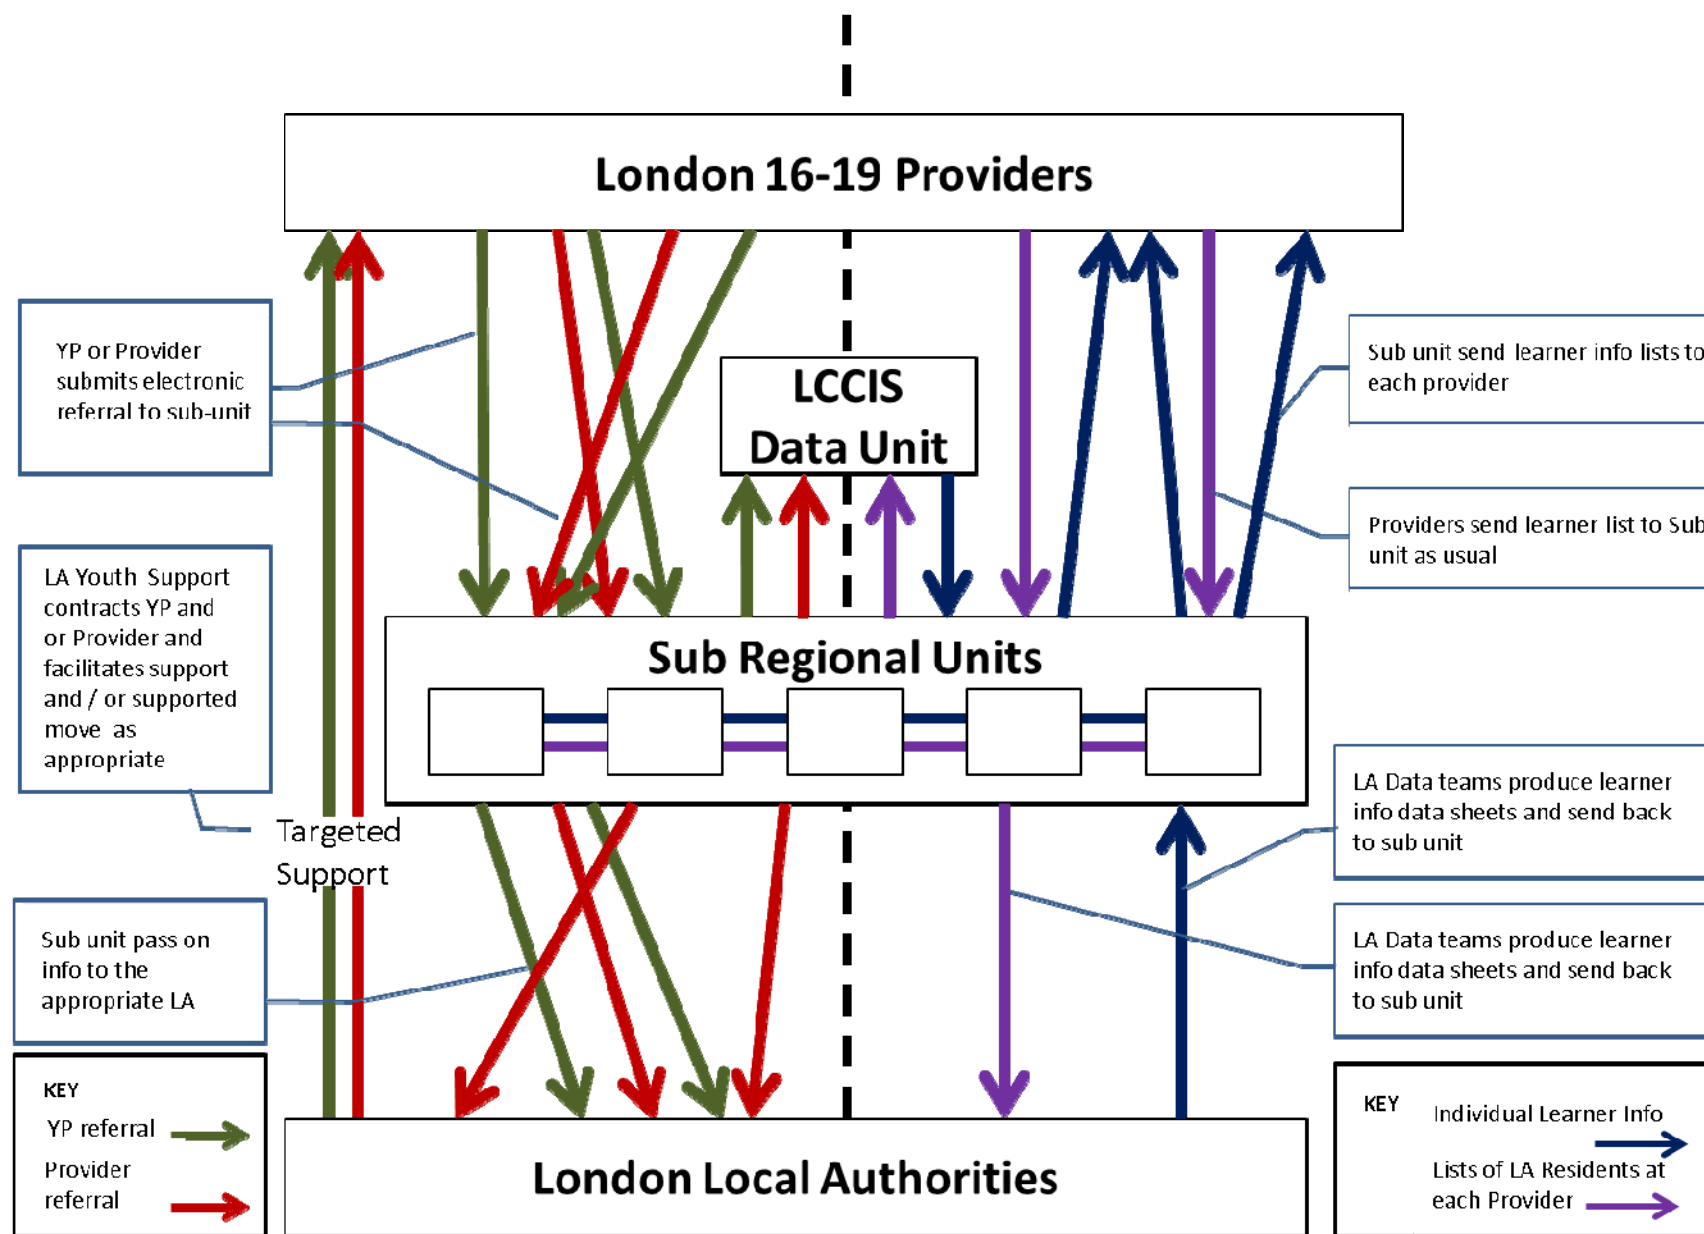 London 16-19 Providers
YP or Provider
submits electronic
referral to sub-unit
LCCIS
Data Unit
Sub unit send learner info lists to
each provider
Providers send learner list to Sub
unit as usual
LA Youth Support
contracts YP and
or Provider and
facilitates support
and / or supported
move as
appropriate
Sub Regional Units
Targeted
Support
LA Data teams produce learner
info data sheets and send back
to sub unit
Sub unit pass on
info to the
appropriate LA
LA Data teams produce learner
info data sheets and send back
to sub unit
KEY
YP referral
Provider
referral
London Local Authorities
KEY
Individual Learner Info
Lists of LA Residents at
each Provider